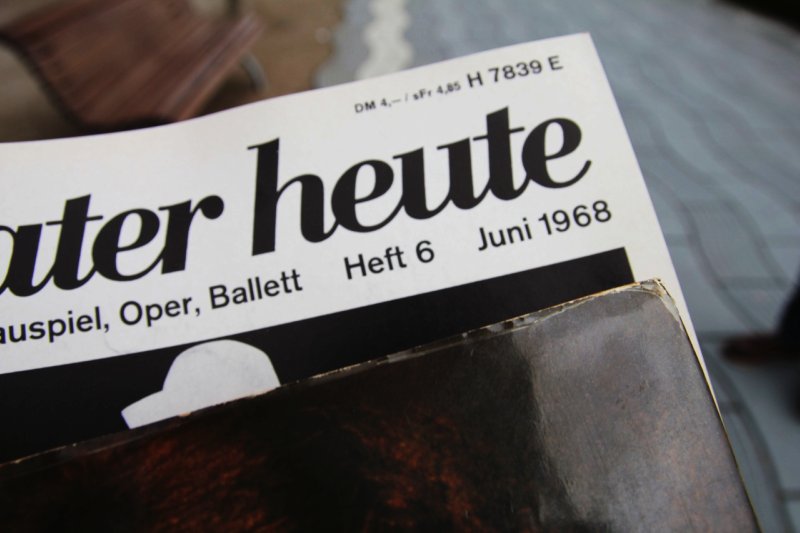 DM 4,— / sFr 4,85 H 7839 E
ater heute
auspiel, Oper, Ballett Heft 6 Juni 1968